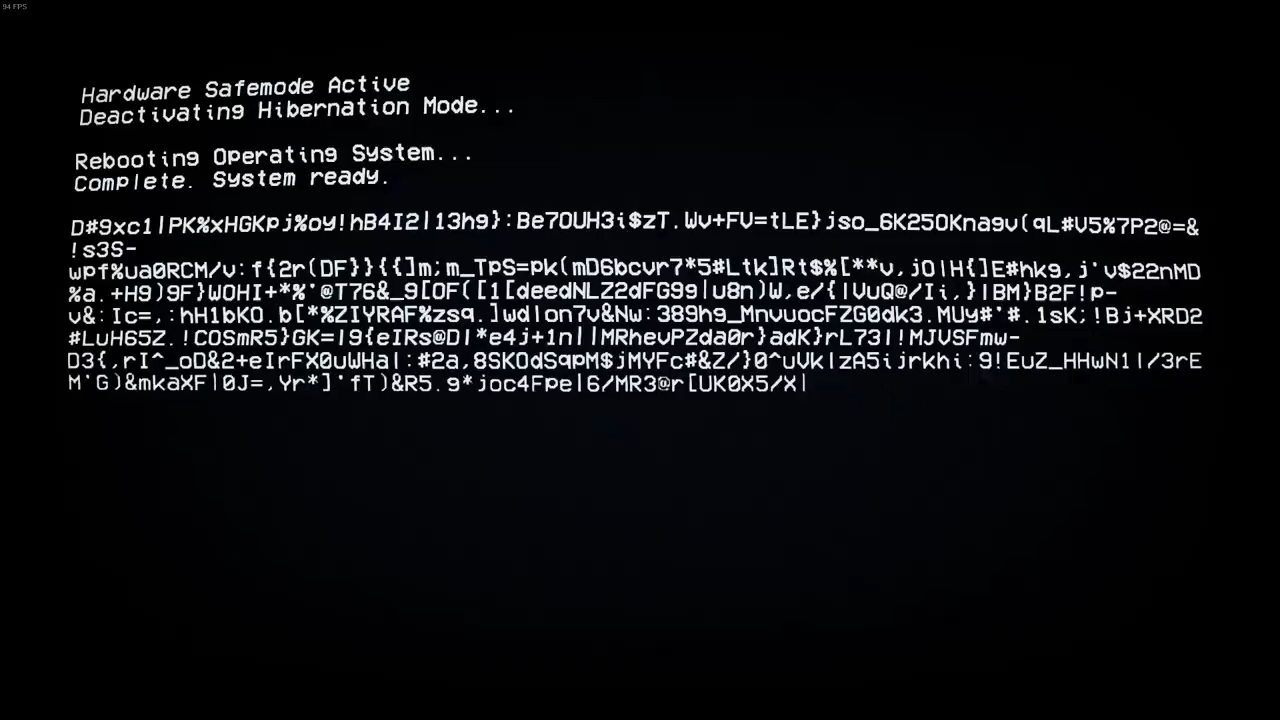 94 FPS
Hardware Safemode Active
Deactivating Hibernation Mode...
Rebooting Operating System...
Complete. System ready.
D#9xc1|PK%xHGKpj%oy!hB4I2|13h9}:Be7OUH3i$zT.Wv+FV=tLE}jso_6K25OKna9v(qL#V5%7P2@=&
!s3S-
wpf%ua0RCM/v:f{2r(DF}}{{]m;m_TpS=pk(mD6bcvr7*5#Ltk]Rt$%[**v,jO|H{]E#hk9,j'v$22nMD
%a.+H9)9F}WOHI+*%'@T76&_9[OF([1[deedNLZ2dFG9s|u8n)W,e/{|VuQ@/Ii,}|BM}B2F!p-
v&:Ic=,:hH1bKO.b[*%ZIYRAF%zsq.]wd|on7v&Nw:389h9_MnvuocFZG0dk3.MUy#'#.1sK;!Bj+XRD2
#LuH65Z.!COSmR5}GK=|9{eIRs@D|*e4j+1n||MRhevPZda0r}adK}rL73|!MJVSFmw-
D3{,rI^_oD&2+eIrFX0uWHa|:#2a,8SKOdSqpM$jMYFc#&Z/}0^uVk|zA5ijrkhi:9!EuZ_HHwN1|/3rE
M'G)&mkaXF|0J=,Yr*]'fT)&R5.9*joc4Fpe|6/MR3@r[UK0X5/X|